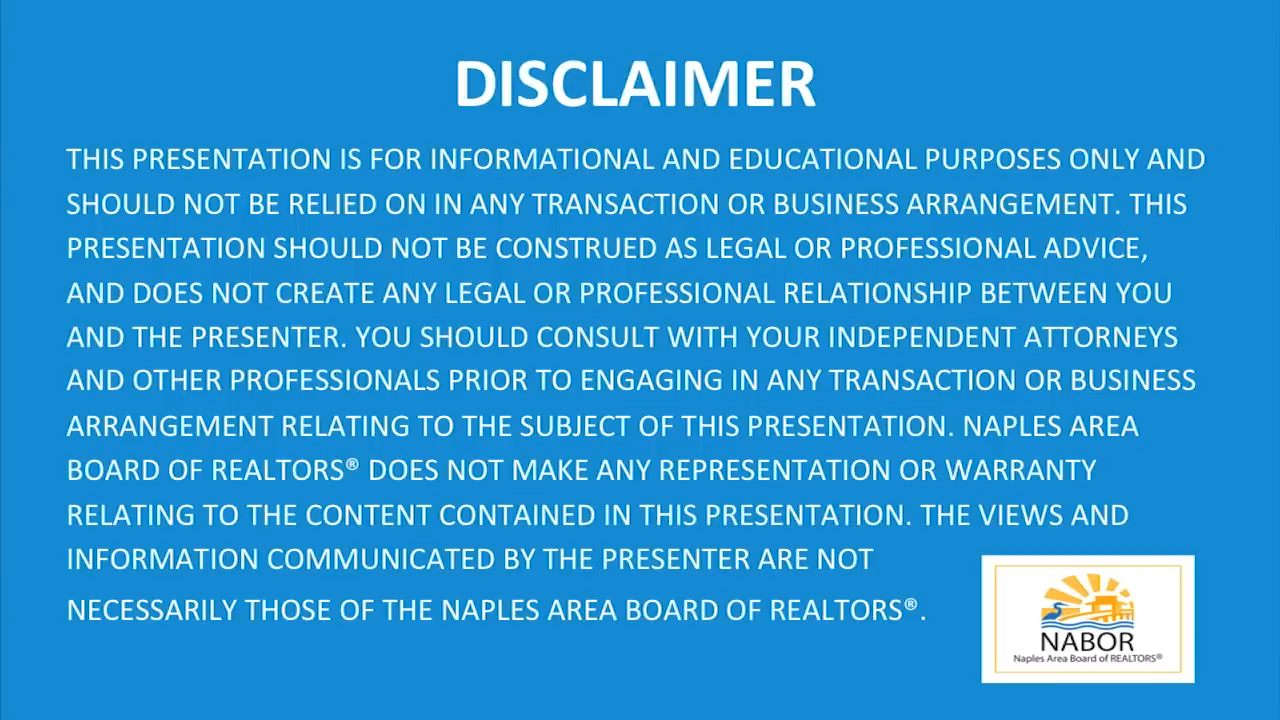 DISCLAIMER
THIS PRESENTATION IS FOR INFORMATIONAL AND EDUCATIONAL PURPOSES ONLY AND
SHOULD NOT BE RELIED ON IN ANY TRANSACTION OR BUSINESS ARRANGEMENT. THIS
PRESENTATION SHOULD NOT BE CONSTRUED AS LEGAL OR PROFESSIONAL ADVICE,
AND DOES NOT CREATE ANY LEGAL OR PROFESSIONAL RELATIONSHIP BETWEEN YOU
AND THE PRESENTER. YOU SHOULD CONSULT WITH YOUR INDEPENDENT ATTORNEYS
AND OTHER PROFESSIONALS PRIOR TO ENGAGING IN ANY TRANSACTION OR BUSINESS
ARRANGEMENT RELATING TO THE SUBJECT OF THIS PRESENTATION. NAPLES AREA
BOARD OF REALTORS® DOES NOT MAKE ANY REPRESENTATION OR WARRANTY
RELATING TO THE CONTENT CONTAINED IN THIS PRESENTATION. THE VIEWS AND
INFORMATION COMMUNICATED BY THE PRESENTER ARE NOT
NECESSARILY THOSE OF THE NAPLES AREA BOARD OF REALTORS®.
NABOR
Naples Area Board of REALTORS®